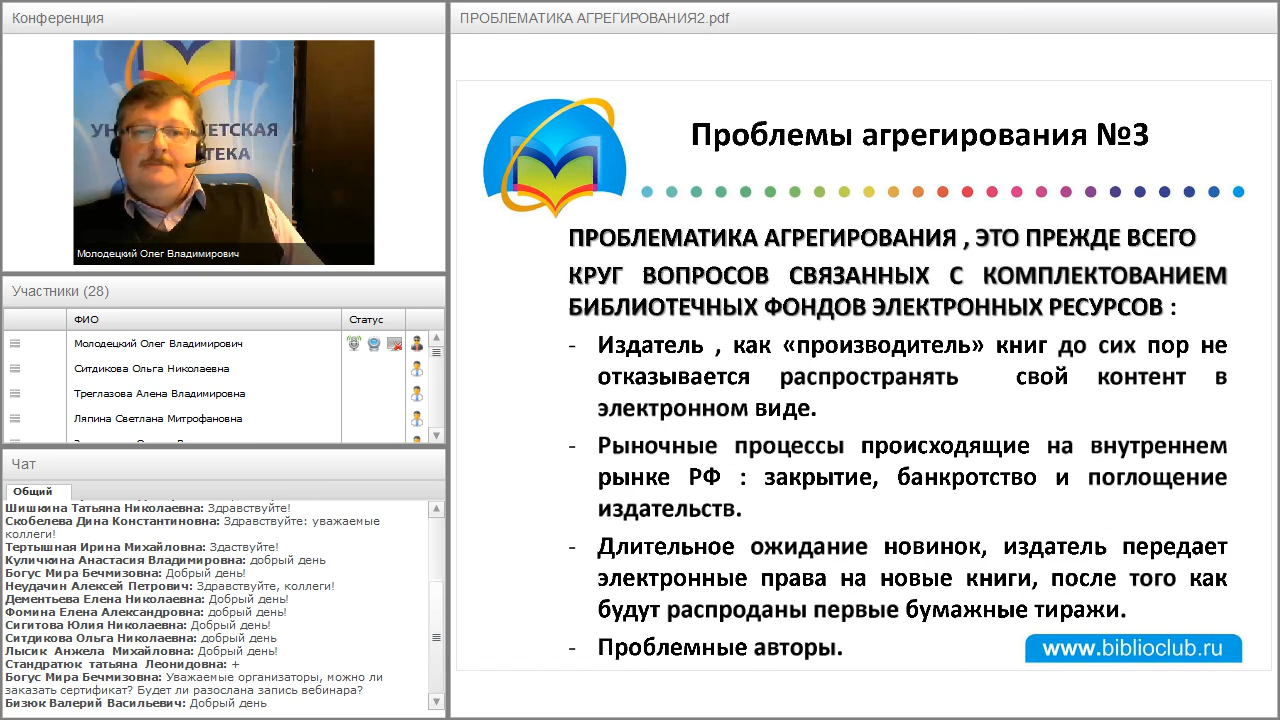 Конференция
УН ТЕТСКАЯ
ТЕКА
Молодецкий Олег Владимирович
Участники (28)
ФИО Статус
Молодецкий Олег Владимирович
Ситдикова Ольга Николаевна
Треглазова Алена Владимировна
Ляпина Светлана Митрофановна
Чат
Общий
Шишкина Татьяна Николаевна: Здравствуйте!
Скобелева Дина Константиновна: Здравствуйте: уважаемые
коллеги!
Тертышная Ирина Михайловна: Здаствуйте!
Куличкина Анастасия Владимировна: добрый день
Богус Мира Бечмизовна: Добрый день!
Неудачин Алексей Петрович: Здравствуйте, коллеги!
Дементьева Елена Николаевна: Добрый день!
Фомина Елена Александровна: добрый день!
Сигитова Юлия Николаевна: Добрый день!
Ситдикова Ольга Николаевна: добрый день
Лысик Анжела Михайловна: Добрый день!
Стандратюк татьяна Леонидовна: +
Богус Мира Бечмизовна: Уважаемые организаторы, можно ли
заказать сертификат? Будет ли разослана запись вебинара?
Бизюк Валерий Васильевич: Добрый день
ПРОБЛЕМАТИКА АГРЕГИРОВАНИЯ2.pdf
Проблемы агрегирования №3
ПРОБЛЕМАТИКА АГРЕГИРОВАНИЯ , ЭТО ПРЕЖДЕ ВСЕГО
КРУГ ВОПРОСОВ СВЯЗАННЫХ С КОМПЛЕКТОВАНИЕМ
БИБЛИОТЕЧНЫХ ФОНДОВ ЭЛЕКТРОННЫХ РЕСУРСОВ :
- Издатель , как «производитель» книг до сих пор не
отказывается распространять свой контент в
электронном виде.
- Рыночные процессы происходящие на внутреннем
рынке РФ : закрытие, банкротство и поглощение
издательств.
- Длительное ожидание новинок, издатель передает
электронные права на новые книги, после того как
будут распроданы первые бумажные тиражи.
- Проблемные авторы.
www.biblioclub.ru